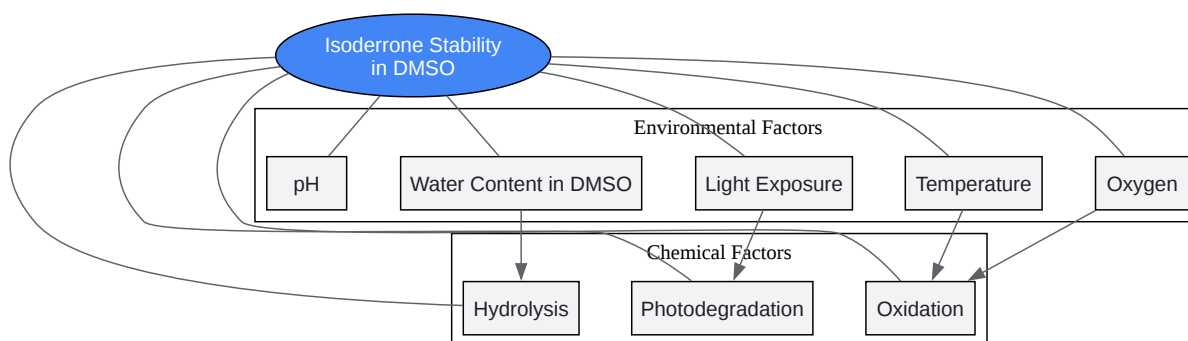 Isoderrone Stability
in DMSO
Environmental Factors
pH
Water Content in DMSO
Light Exposure
Temperature
Oxygen
Chemical Factors
Hydrolysis
Photodegradation
Oxidation